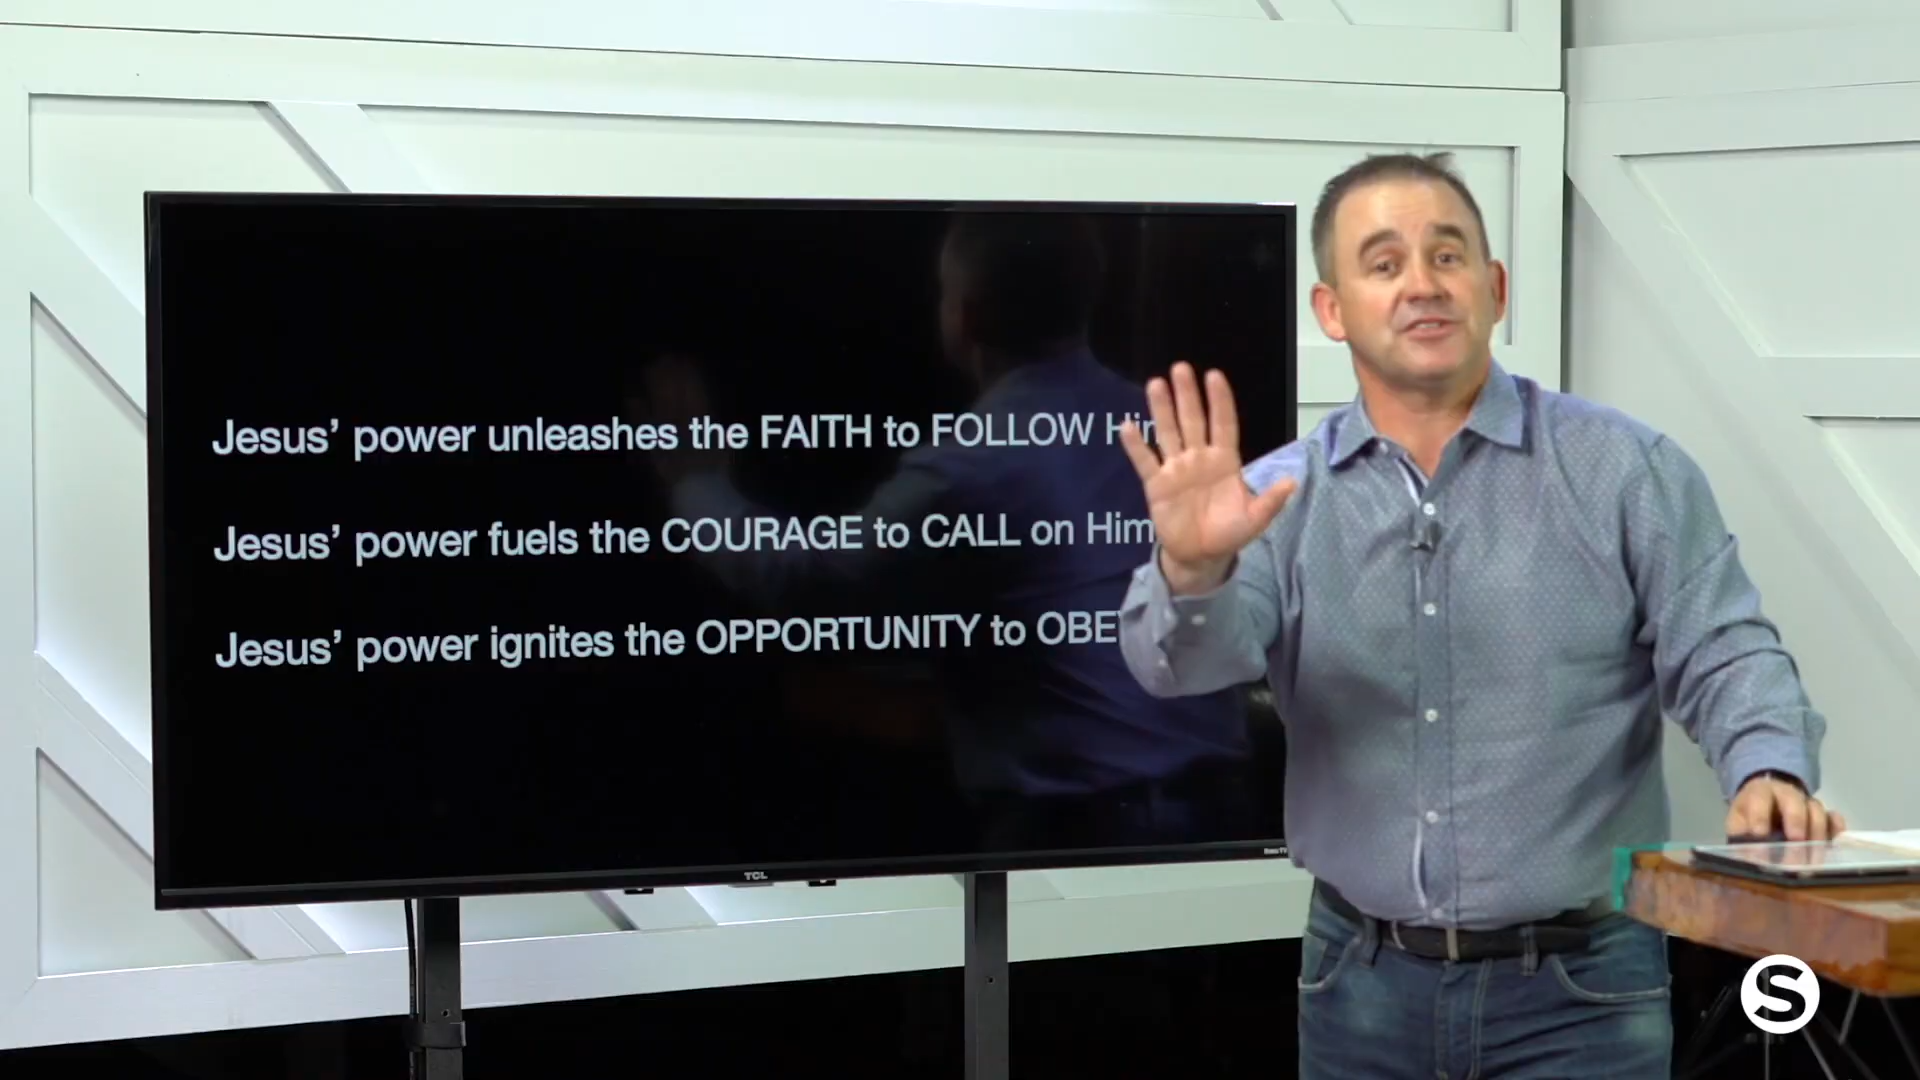 Jesus’ power unleashes the FAITH to FOLLOW
Jesus’ power fuels the COURAGE to CALL on Him
Jesus’ power ignites the OPPORTUNITY to
TCL
S